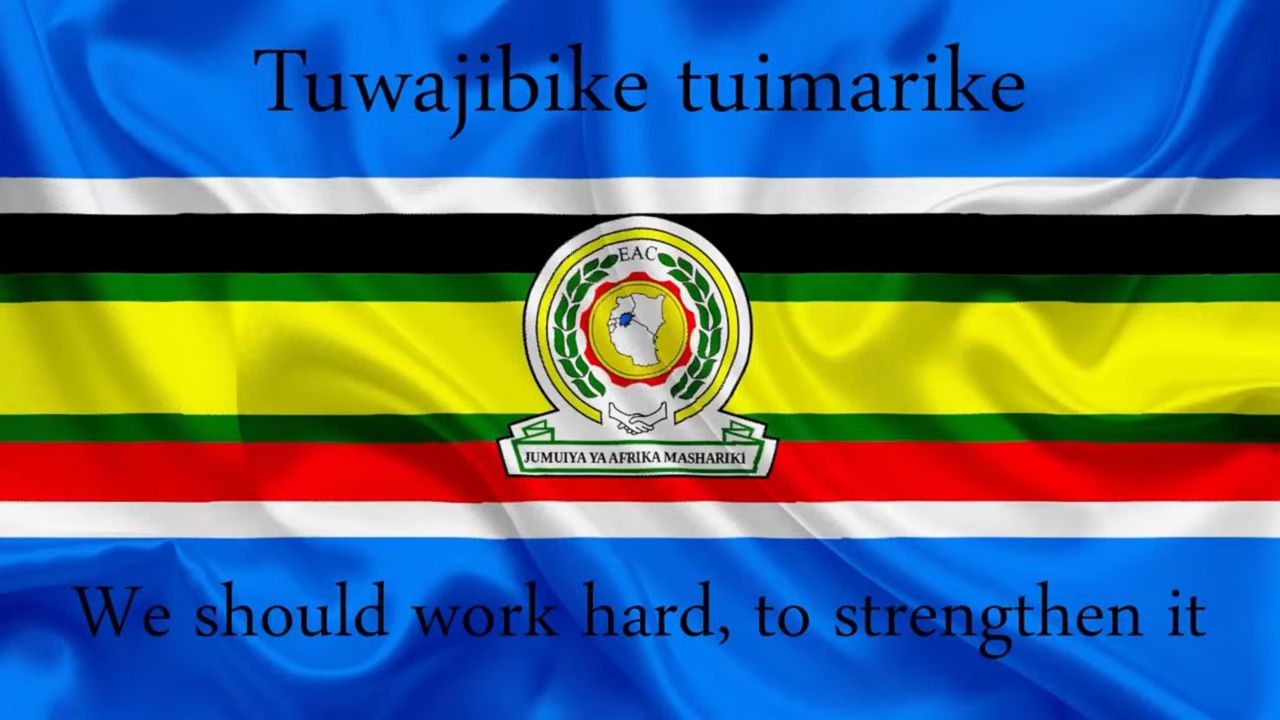 Tuwajibike tuimarike
EAC
JUMUIYA YA AFRIKA MASHARIKI
We should work hard, to strengthen it